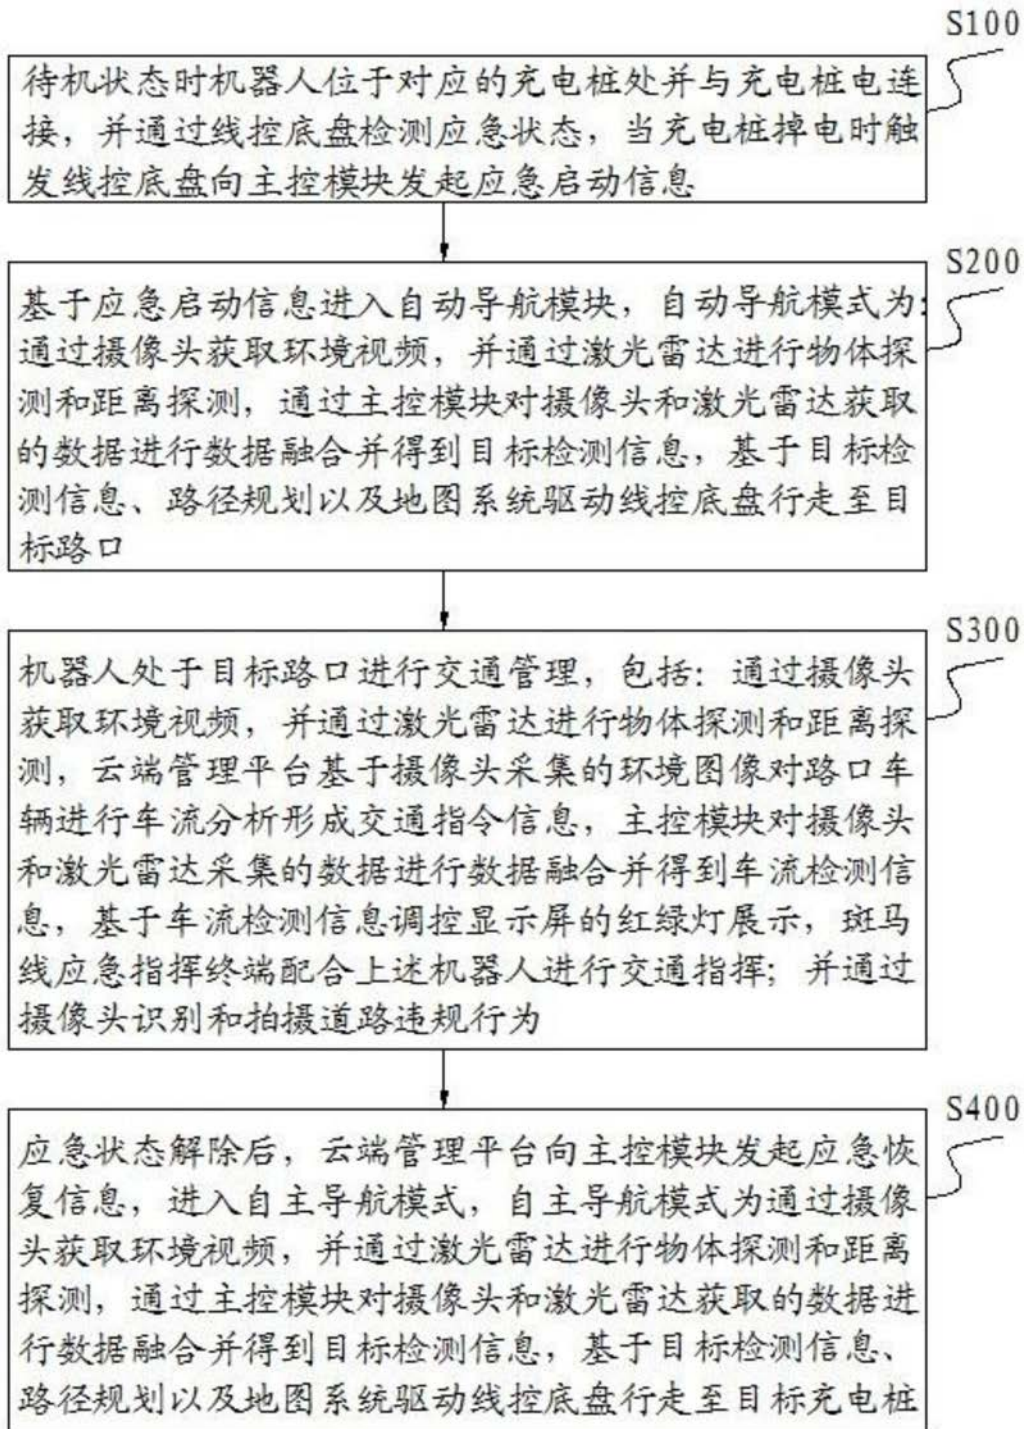 S100
待机状态时机器人位于对应的充电桩处并与充电桩电连
接，并通过线控底盘检测应急状态，当充电桩掉电时触
发线控底盘向主控模块发起应急启动信息
S200
基于应急启动信息进入自动导航模块，自动导航模式为：
通过摄像头获取环境视频，并通过激光雷达进行物体探
测和距离探测，通过主控模块对摄像头和激光雷达获取
的数据进行数据融合并得到目标检测信息，基于目标检
测信息、路径规划以及地图系统驱动线控底盘行走至目
标路口
S300
机器人处于目标路口进行交通管理，包括：通过摄像头
获取环境视频，并通过激光雷达进行物体探测和距离探
测，云端管理平台基于摄像头采集的环境图像对路口车
辆进行车流分析形成交通指令信息，主控模块对摄像头
和激光雷达采集的数据进行数据融合并得到车流检测信
息，基于车流检测信息调控显示屏的红绿灯展示，斑马
线应急指挥终端配合上述机器人进行交通指挥；并通过
摄像头识别和拍摄道路违规行为
S400
应急状态解除后，云端管理平台向主控模块发起应急恢
复信息，进入自主导航模式，自主导航模式为通过摄像
头获取环境视频，并通过激光雷达进行物体探测和距离
探测，通过主控模块对摄像头和激光雷达获取的数据进
行数据融合并得到目标检测信息，基于目标检测信息、
路径规划以及地图系统驱动线控底盘行走至目标充电桩